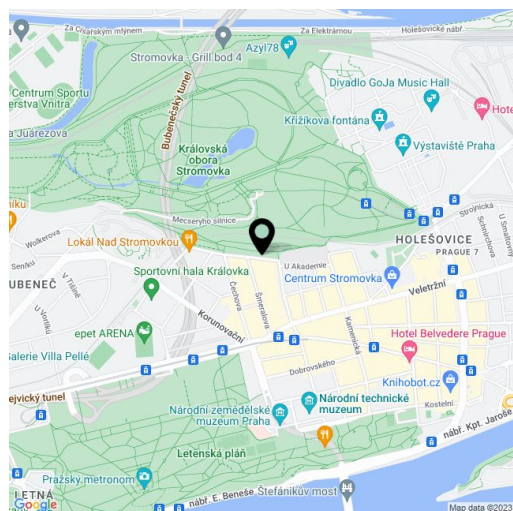 Za Císařským mlýnem
Za Elektrárnou
Holešovické nábř.
Stromovka - Grill bod 4
Azyl78
Centrum Sportu
erstva Vnitra
Divadlo GoJa Music Hall
Hote
Bubenečský tunel
Křižíkova fontána
Výstaviště Praha
a Juárezova
Královská
obora
Stromovka
níku
Mecseryho silnice
Strojnická
Wolkerova
Lokál Nad Stromovkou
HOLEŠOVICE
PRAGUE 7
Schnirchova
U Smaltovny
U Akademie
Sportovní hala Královka
Centrum Stromovka
UBENEČ
V Tišině
Čechova
Šmeralova
Veletržní
U Vorlíků
Korunovační
epet ARENA
Kamenická
Hotel Belvedere Prague
Galerie Villa Pellé
Dobrovského
Knihobot.cz
ejvický tunel
Národní technické
muzeum
Kostelní
Národní zemědělské
muzeum Praha
Letenská pláň
nábř. Kpt. Jaroše
Pražský metronom
LETNÁ
nábř. E. Beneše
Štefánikův most
Google
Map data ©2023